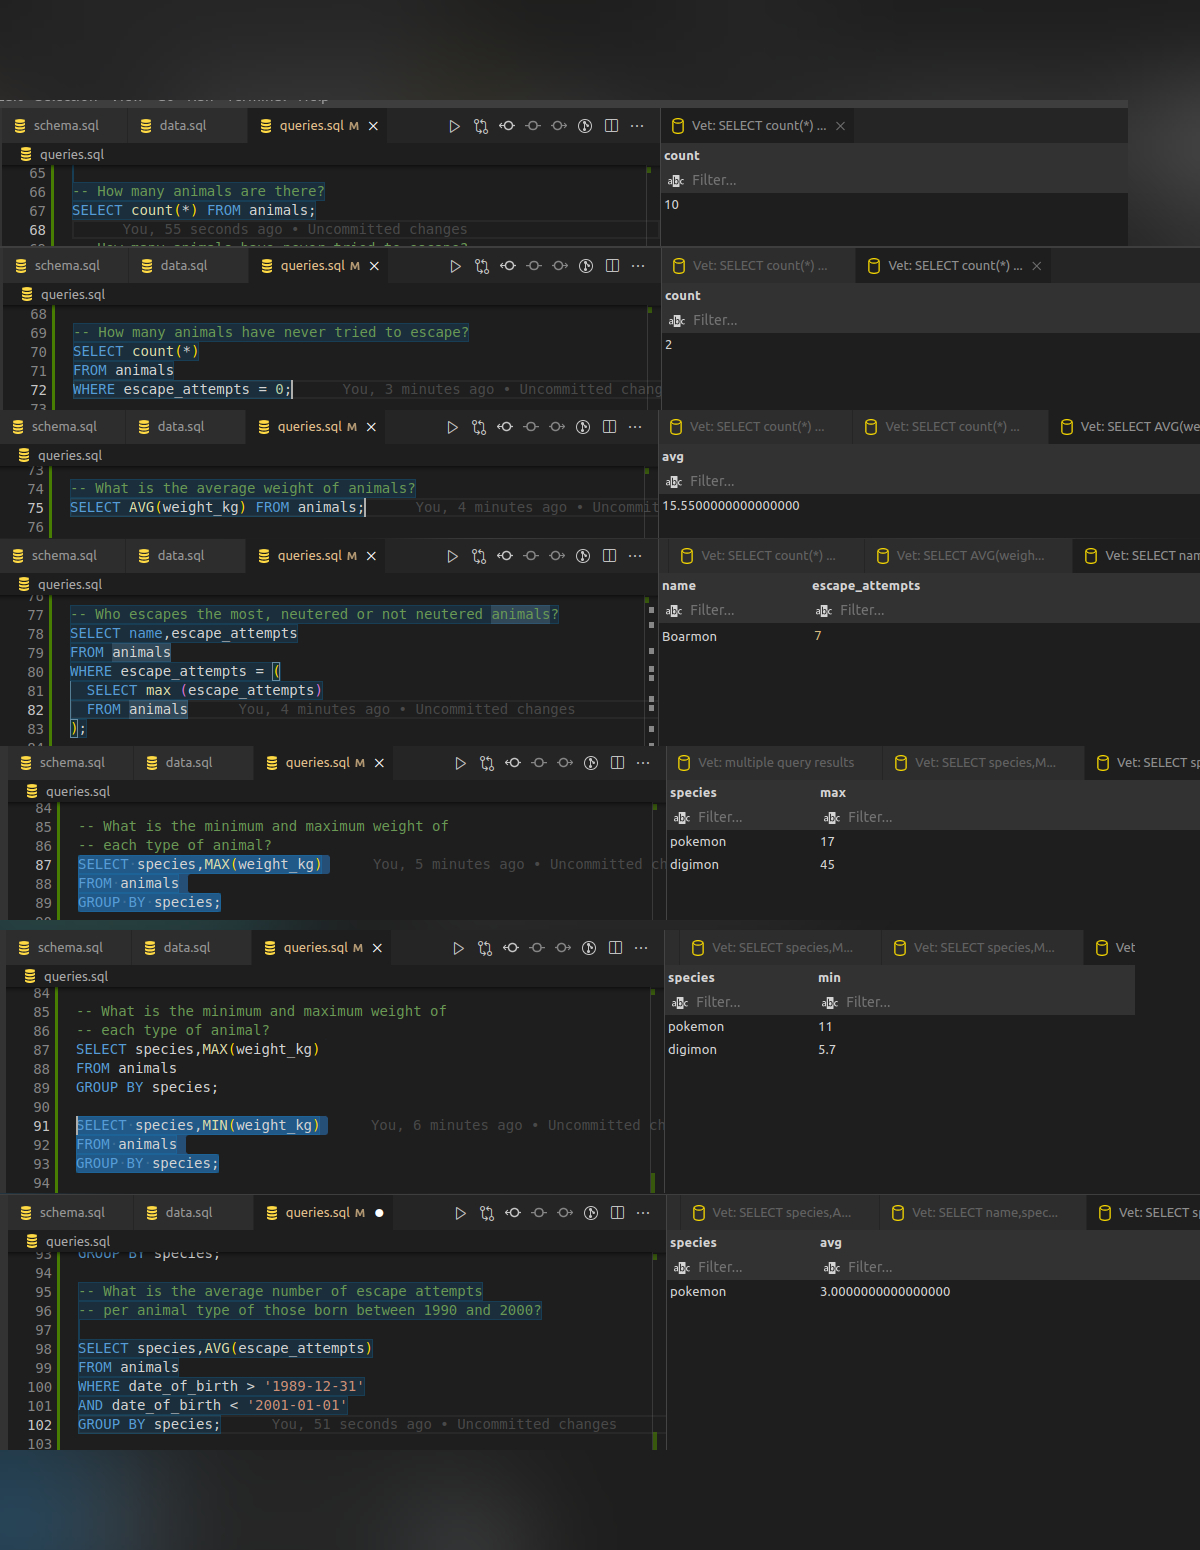 schema.sql data.sql queries.sql M Vet: SELECT count(*) ...
queries.sql count
65 Filter...
66 -- How many animals are there?
67 SELECT count(*) FROM animals; 10
68 You, 55 seconds ago • Uncommitted changes
schema.sql data.sql queries.sql M Vet: SELECT count(*) ... Vet: SELECT count(*) ...
queries.sql count
68 Filter...
69 -- How many animals have never tried to escape?
70 SELECT count(*) 2
71 FROM animals
72 WHERE escape_attempts = 0; You, 3 minutes ago • Uncommitted chang
73
schema.sql data.sql queries.sql M Vet: SELECT count(*) ... Vet: SELECT count(*) ... Vet: SELECT AVG(we
queries.sql avg
73 Filter...
74 -- What is the average weight of animals?
75 SELECT AVG(weight_kg) FROM animals; You, 4 minutes ago • Uncommit 15.5500000000000000
76
schema.sql data.sql queries.sql M Vet: SELECT count(*) ... Vet: SELECT AVG(weigh... Vet: SELECT nam
queries.sql name escape_attempts
76 Filter... Filter...
77 -- Who escapes the most, neutered or not neutered animals?
78 SELECT name,escape_attempts Boarmon 7
79 FROM animals
80 WHERE escape_attempts = (
81 SELECT max (escape_attempts)
82 FROM animals You, 4 minutes ago • Uncommitted changes
83 );
schema.sql data.sql queries.sql M Vet: multiple query results Vet: SELECT species,M... Vet: SELECT sp
queries.sql species max
84 Filter... Filter...
85 -- What is the minimum and maximum weight of
86 -- each type of animal? pokemon 17
87 SELECT species,MAX(weight_kg) You, 5 minutes ago • Uncommitted ch digimon 45
88 FROM animals
89 GROUP BY species;
schema.sql data.sql queries.sql M Vet: SELECT species,M... Vet: SELECT species,M... Vet
queries.sql species min
84 Filter... Filter...
85 -- What is the minimum and maximum weight of
86 -- each type of animal? pokemon 11
87 SELECT species,MAX(weight_kg) digimon 5.7
88 FROM animals
89 GROUP BY species;
90
91 SELECT species,MIN(weight_kg) You, 6 minutes ago • Uncommitted ch
92 FROM animals
93 GROUP BY species;
94
schema.sql data.sql queries.sql M Vet: SELECT species,A... Vet: SELECT name,spec... Vet: SELECT sp
queries.sql species avg
93 GROUP BY species; Filter... Filter...
94
95 -- What is the average number of escape attempts pokemon 3.0000000000000000
96 -- per animal type of those born between 1990 and 2000?
97
98 SELECT species,AVG(escape_attempts)
99 FROM animals
100 WHERE date_of_birth > '1989-12-31'
101 AND date_of_birth < '2001-01-01'
102 GROUP BY species; You, 51 seconds ago • Uncommitted changes
103